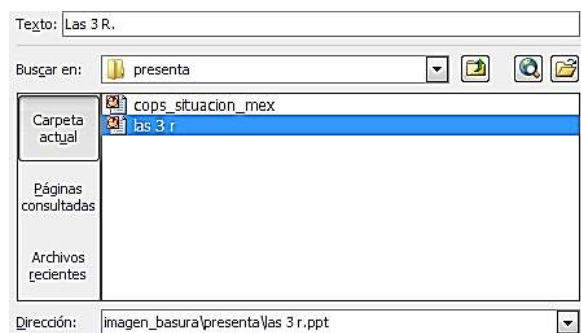 Texto: Las 3 R.
Buscar en: presenta
cops_situacion_mex
las 3 r
Carpeta
actual
Páginas
consultadas
Archivos
recientes
Dirección: imagen_basura\presenta\las 3 r.ppt